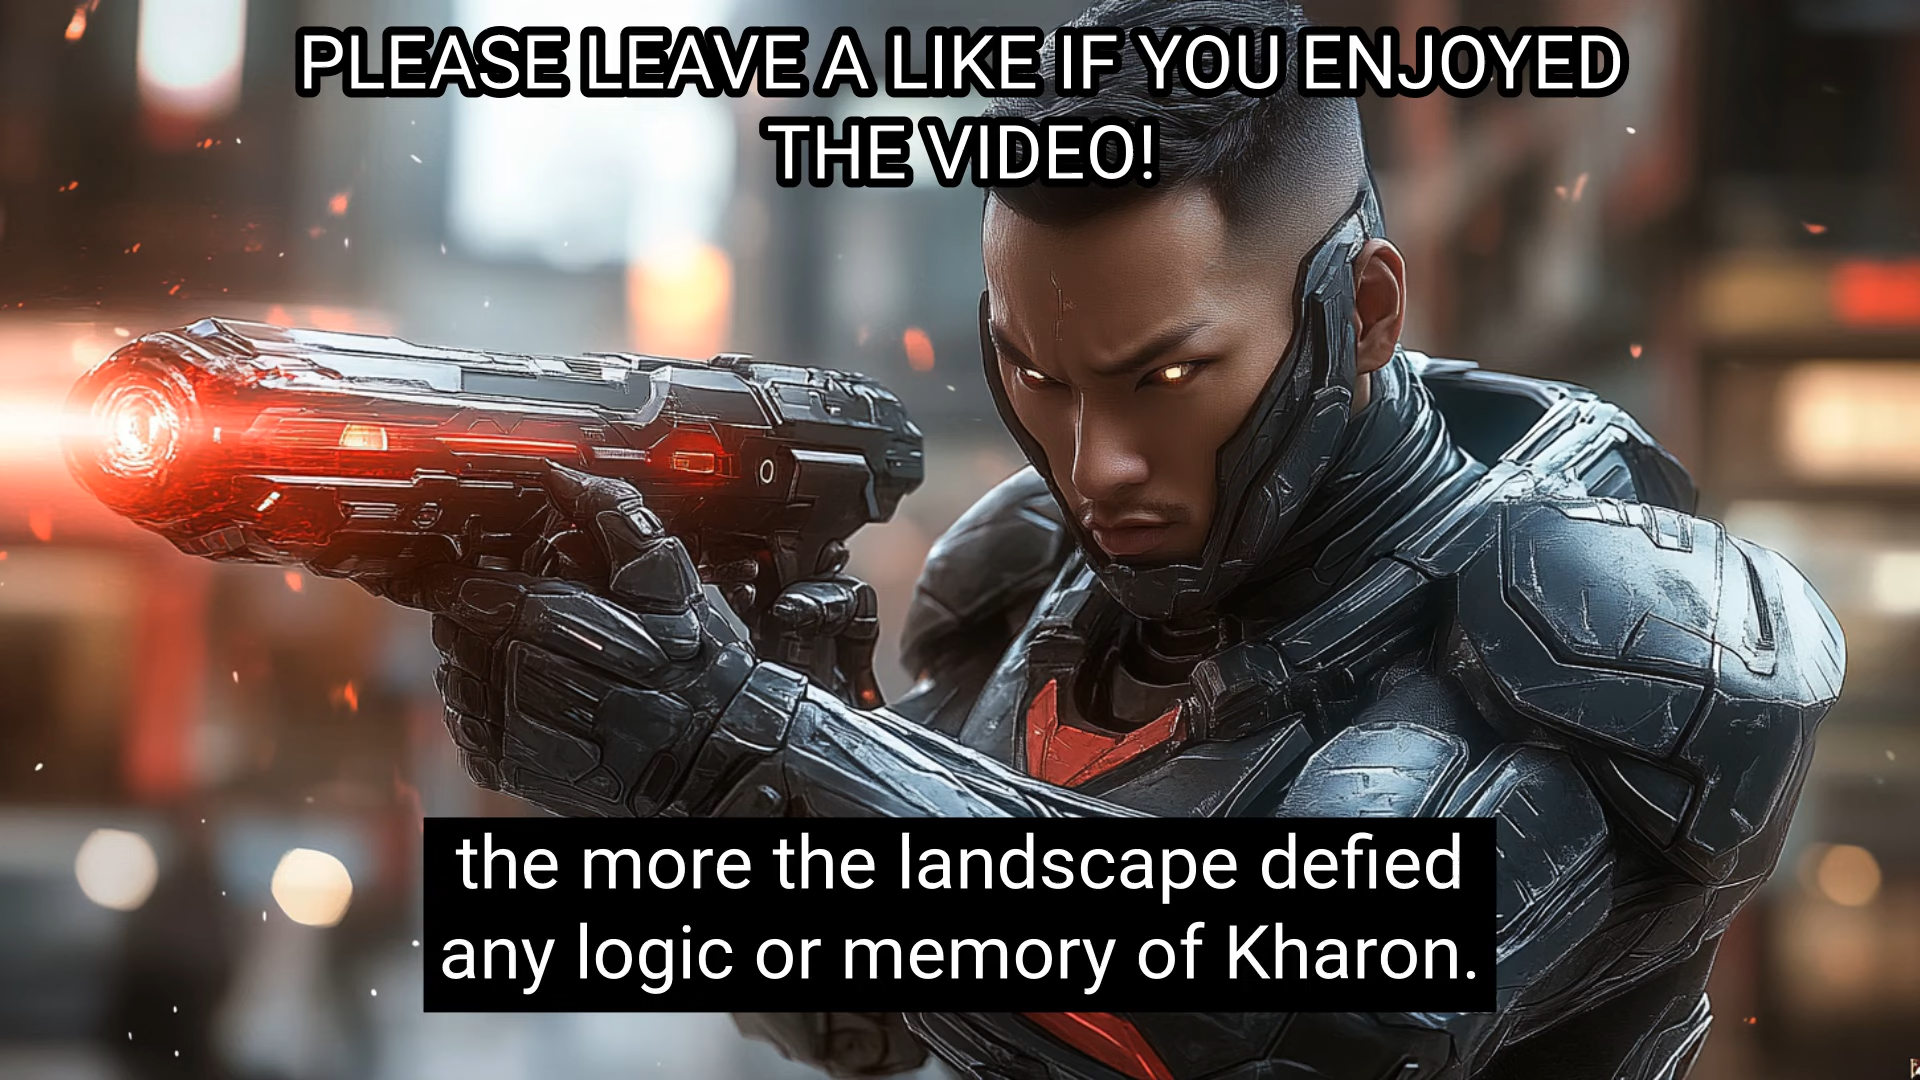 PLEASE LEAVE A LIKE IF YOU ENJOYED
THE VIDEO!
the more the landscape defied
any logic or memory of Kharon.